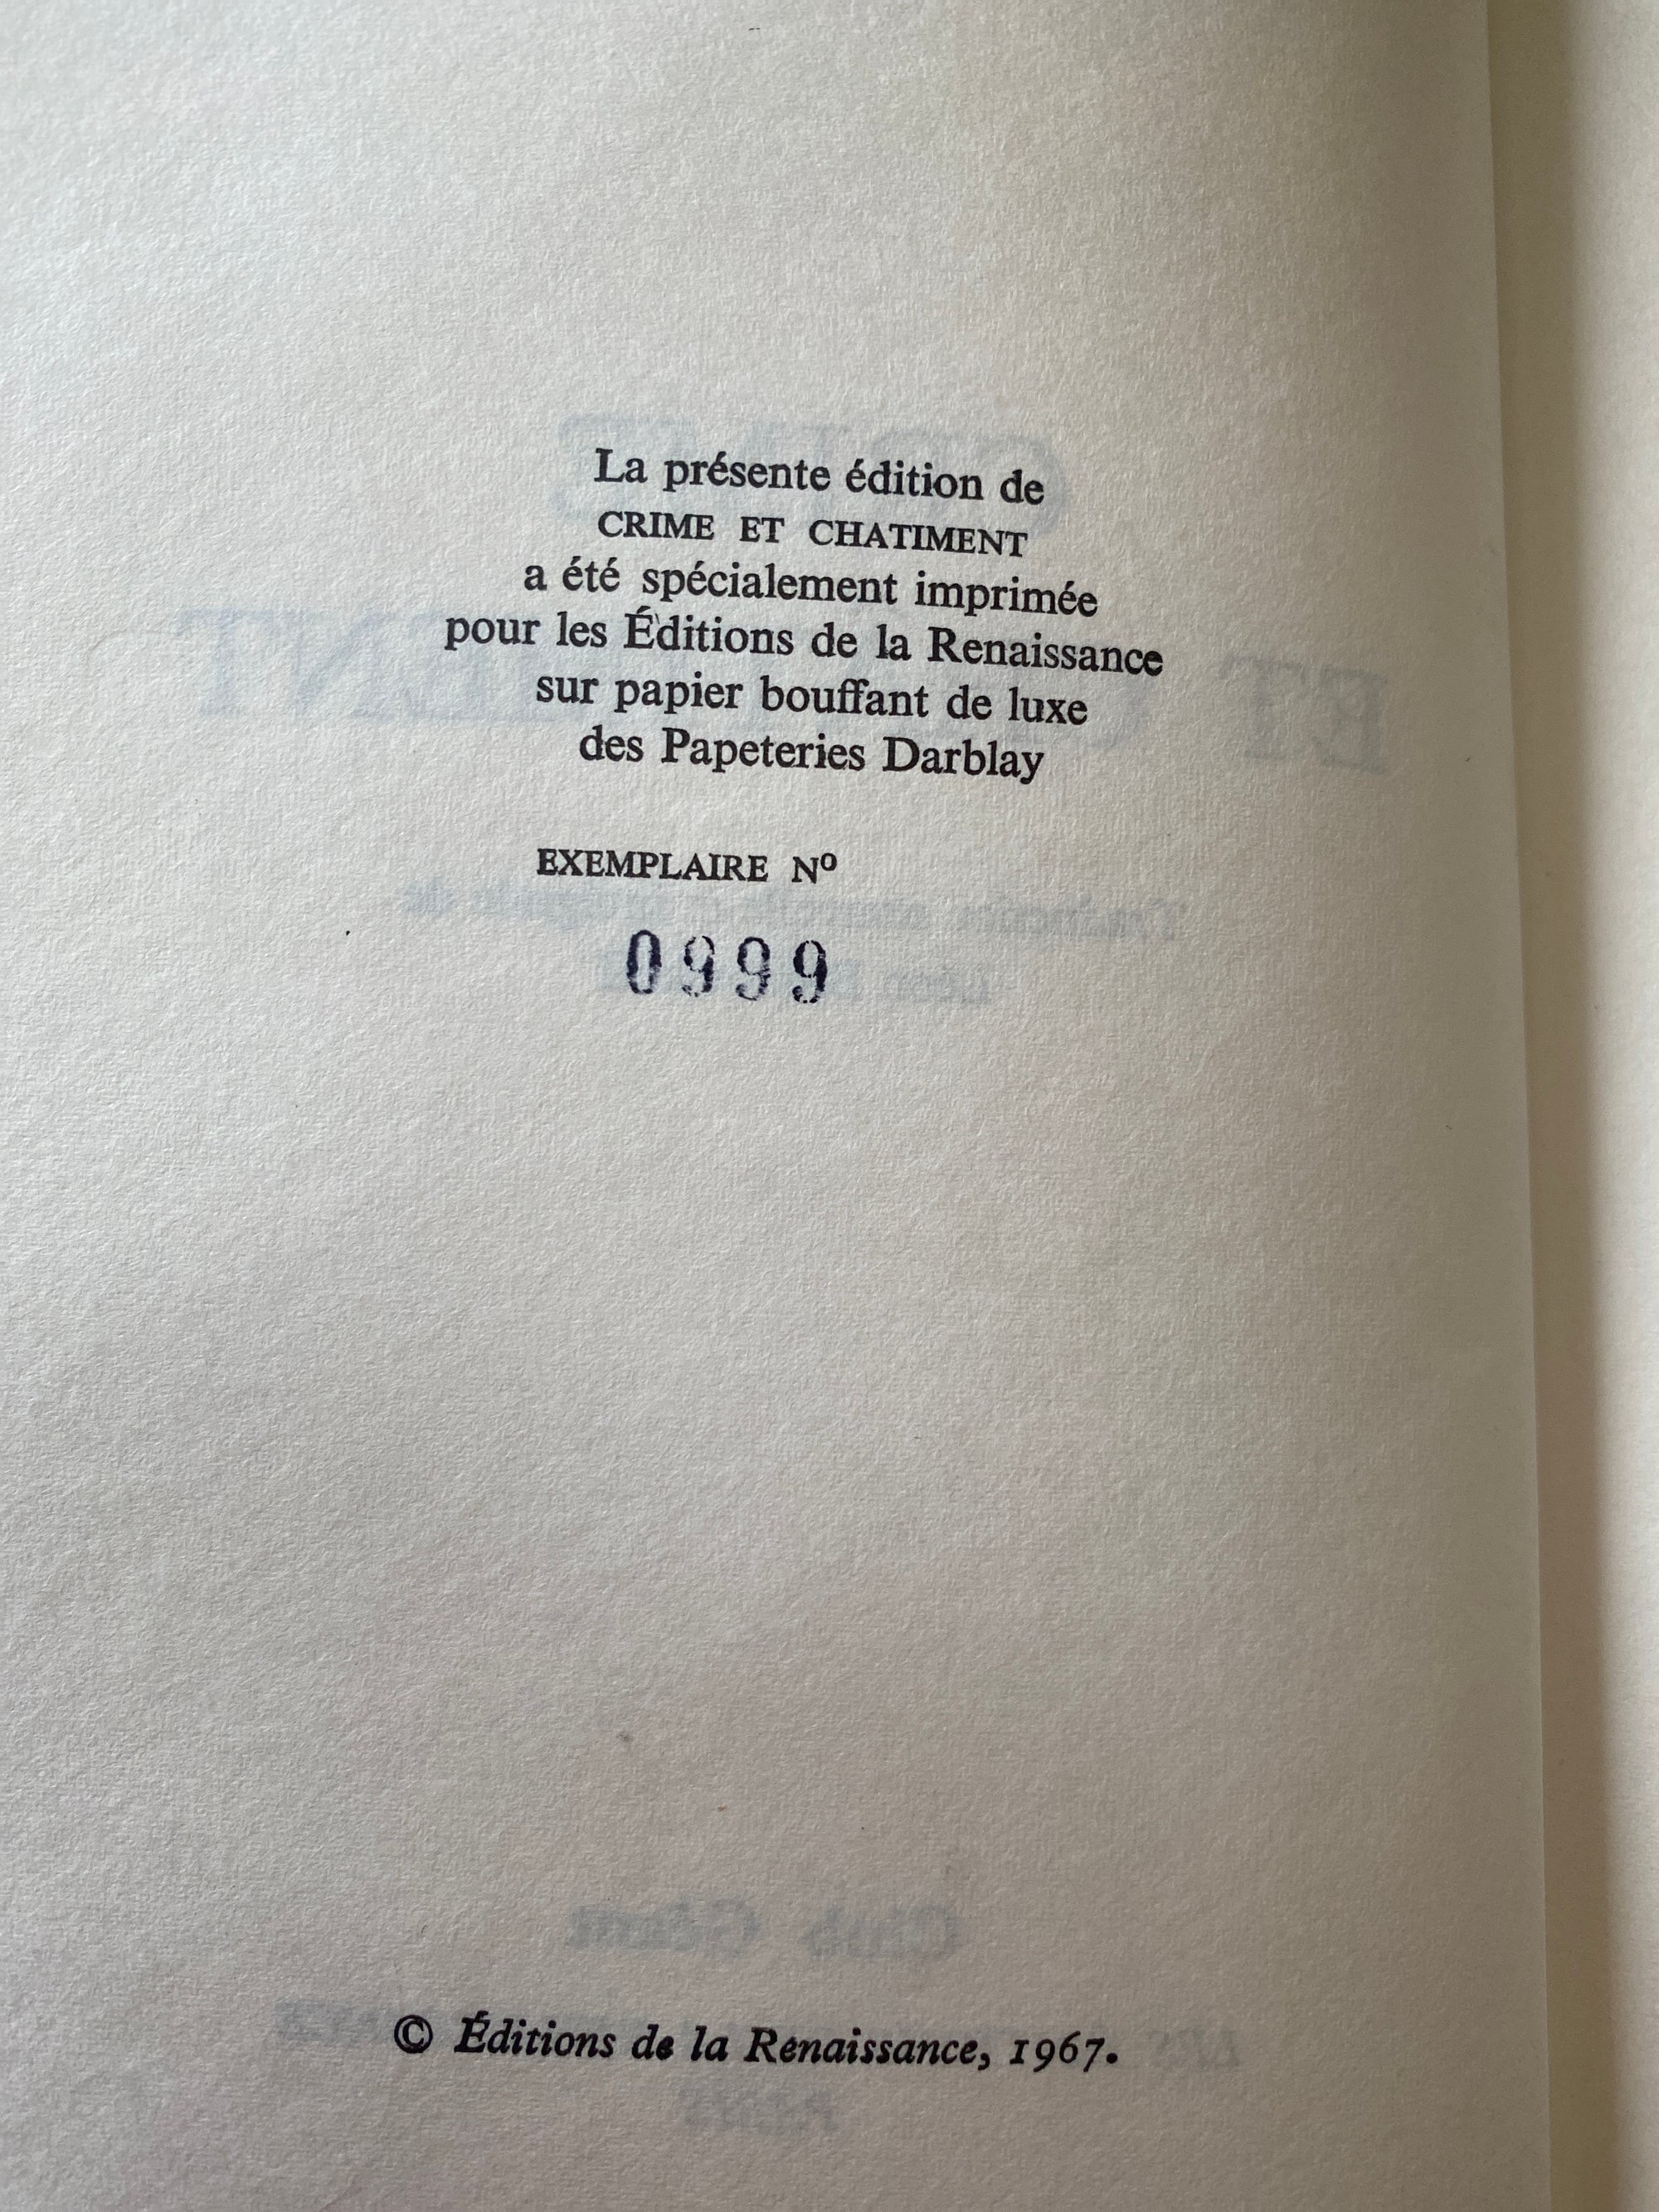 La présente édition de
CRIME ET CHATIMENT
a été spécialement imprimée
pour les Éditions de la Renaissance
sur papier bouffant de luxe
des Papeteries Darblay
EXEMPLAIRE Nº
0999
© Éditions de la Renaissance, 1967.